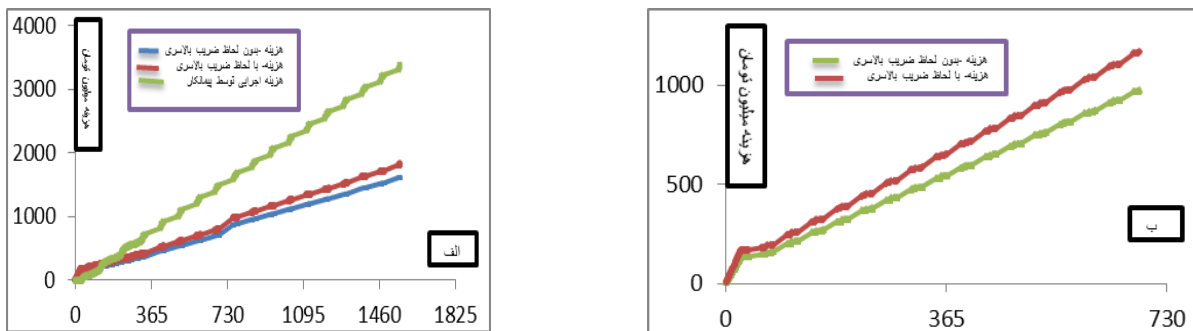 4000
3000
2000
1000
0
0 365 730 1095 1460 1825
هزینه میلیون تومان
هزینه -بدون لحاظ ضریب بالاسری
هزینه- با لحاظ ضریب بالاسری
هزینه اجرایی توسط پیمانکار
الف
1000
500
0
0 365 730
هزینه میلیون تومان
هزینه -بدون لحاظ ضریب بالاسری
هزینه- با لحاظ ضریب بالاسری
ب